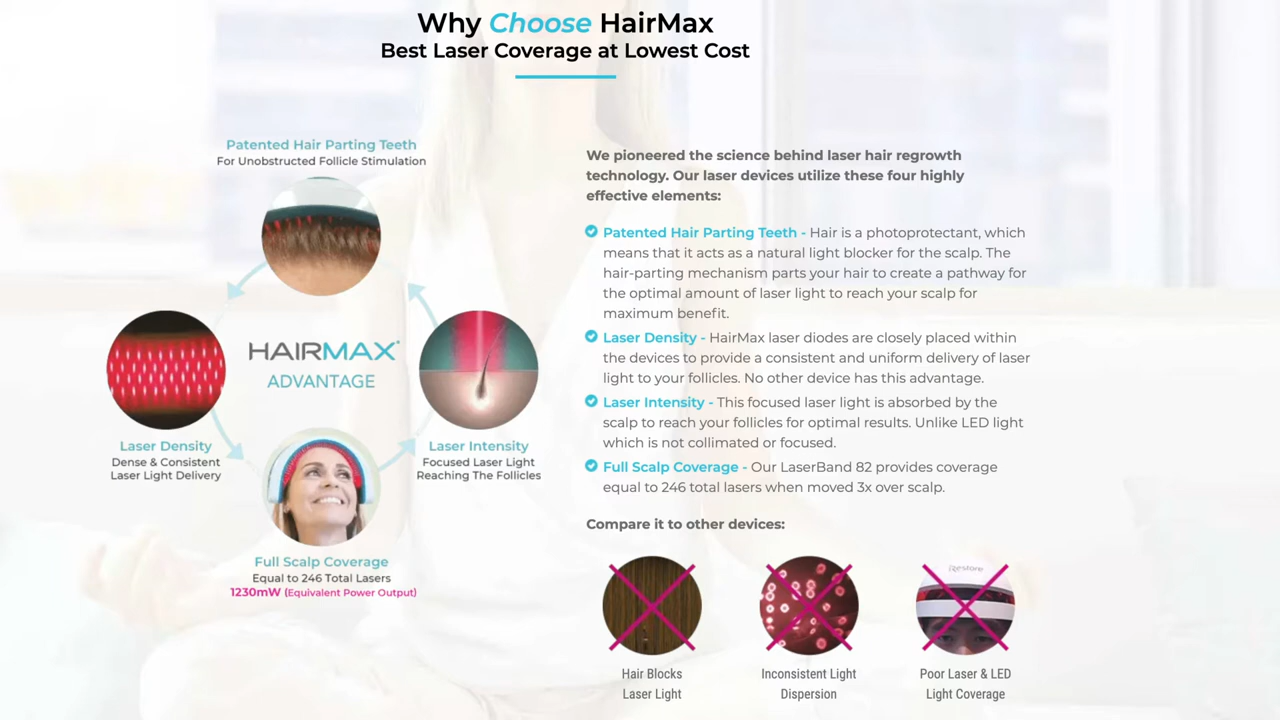 Why Choose HairMax
Best Laser Coverage at Lowest Cost
Patented Hair Parting Teeth
For Unobstructed Follicle Stimulation
HAIRMAX
ADVANTAGE
Laser Density
Dense & Consistent
Laser Light Delivery
Laser Intensity
Focused Laser Light
Reaching The Follicles
Full Scalp Coverage
Equal to 246 Total Lasers
1230mW (Equivalent Power Output)
We pioneered the science behind laser hair regrowth
technology. Our laser devices utilize these four highly
effective elements:
Patented Hair Parting Teeth - Hair is a photoprotectant, which
means that it acts as a natural light blocker for the scalp. The
hair-parting mechanism parts your hair to create a pathway for
the optimal amount of laser light to reach your scalp for
maximum benefit.
Laser Density - HairMax laser diodes are closely placed within
the devices to provide a consistent and uniform delivery of laser
light to your follicles. No other device has this advantage.
Laser Intensity - This focused laser light is absorbed by the
scalp to reach your follicles for optimal results. Unlike LED light
which is not collimated or focused.
Full Scalp Coverage - Our LaserBand 82 provides coverage
equal to 246 total lasers when moved 3x over scalp.
Compare it to other devices:
iRestore
Hair Blocks
Laser Light
Inconsistent Light
Dispersion
Poor Laser & LED
Light Coverage